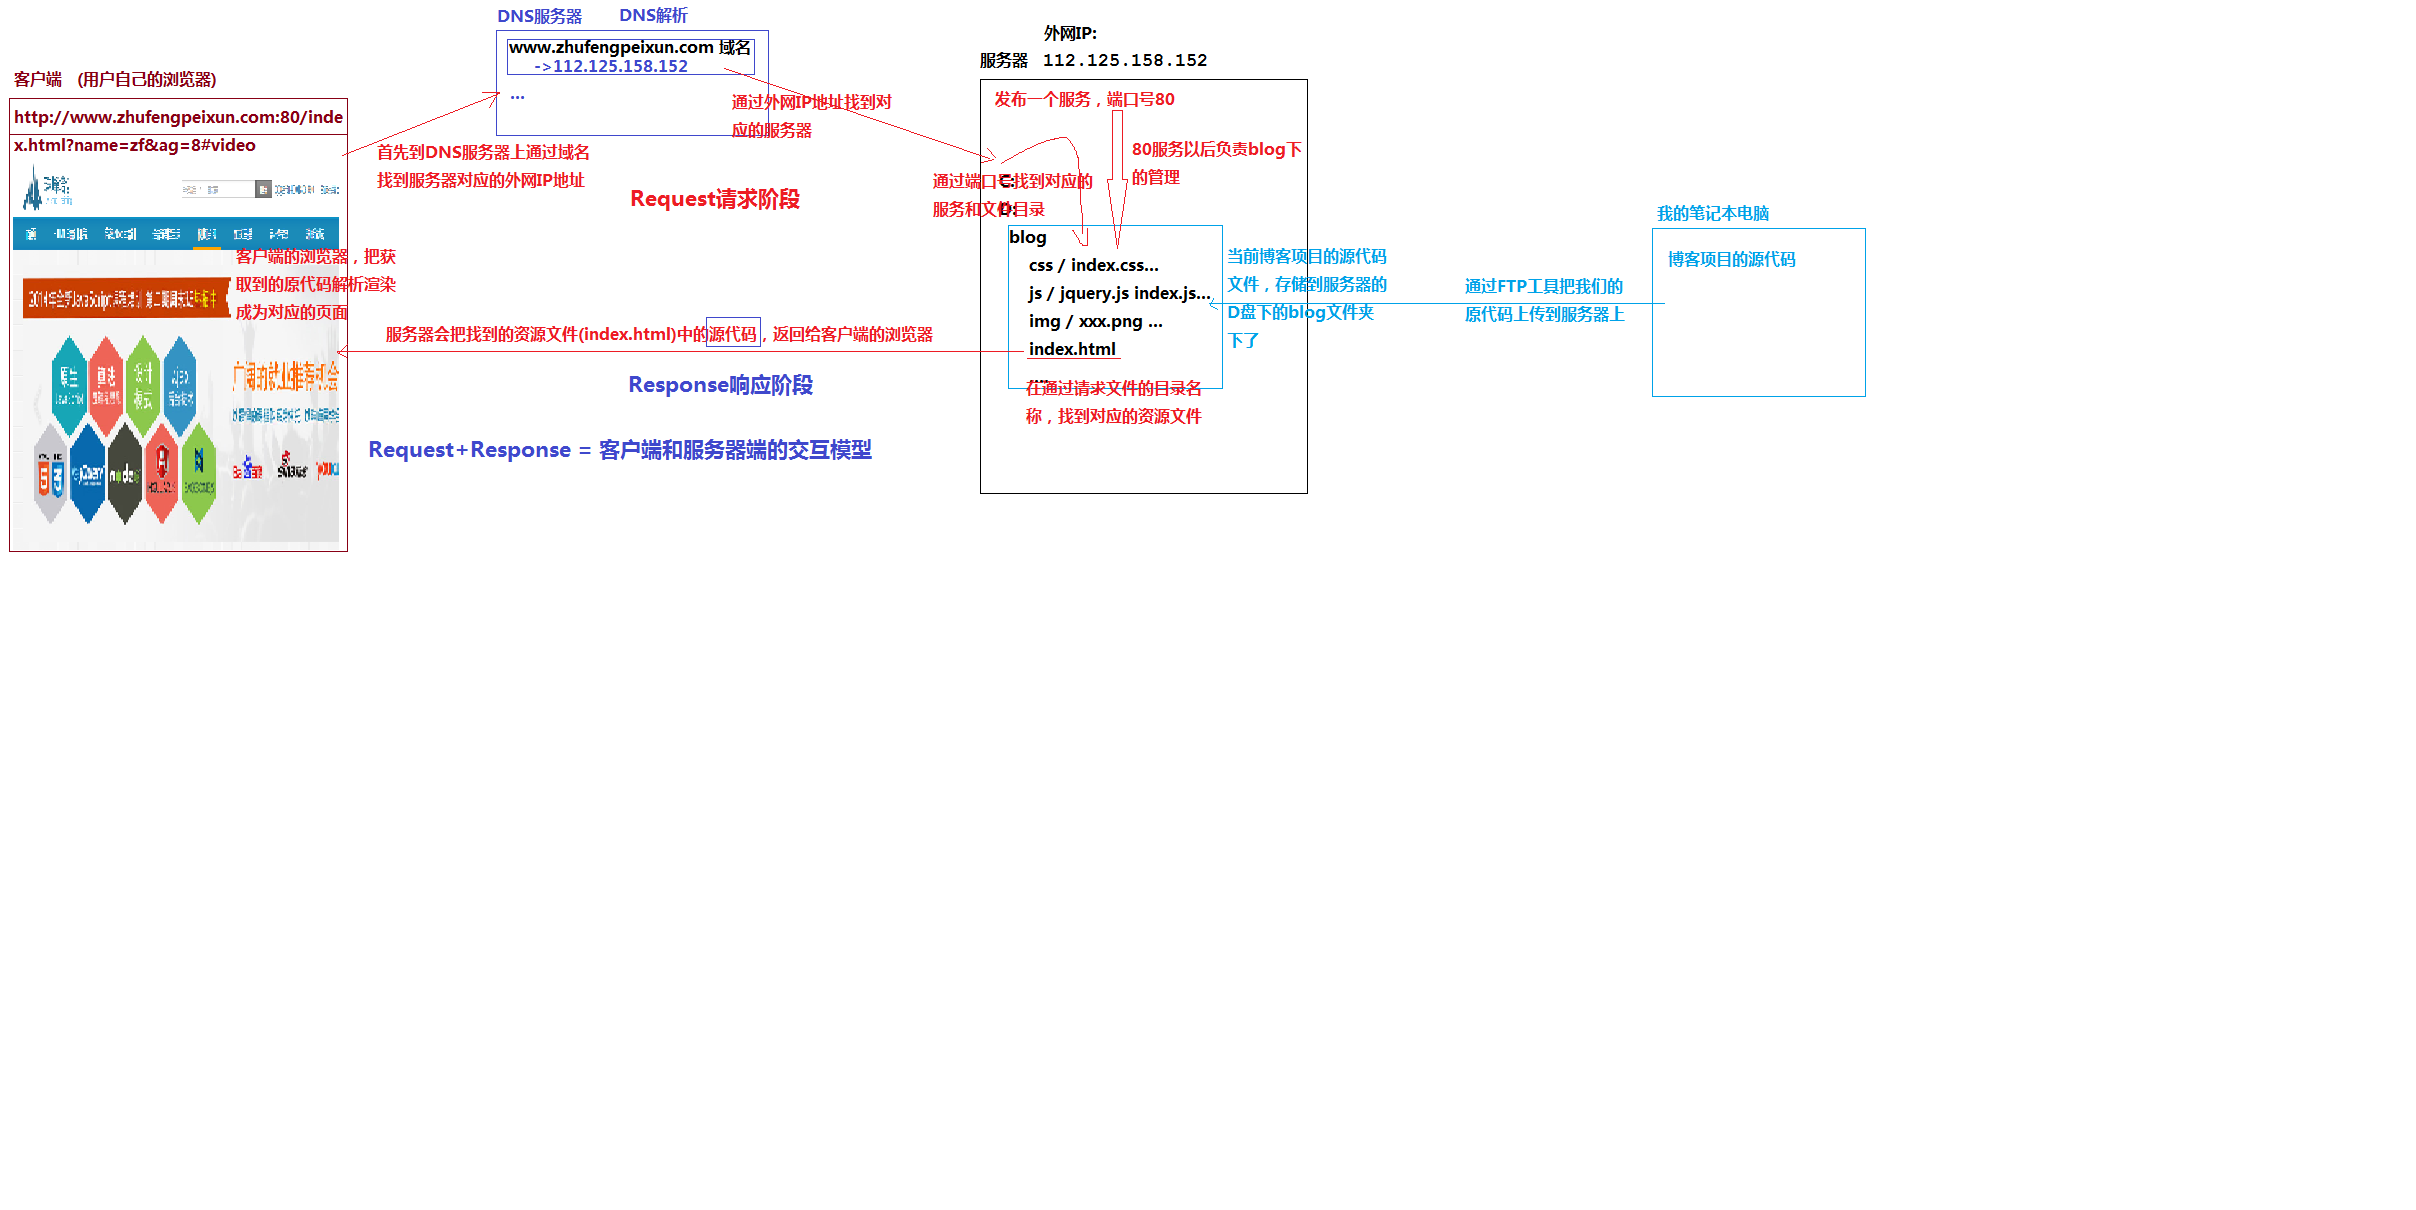 DNS服务器 DNS解析
www.zhufengpeixun.com 域名
->112.125.158.152
...
外网IP:
服务器 112.125.158.152
客户端 (用户自己的浏览器)
http://www.zhufengpeixun.com:80/inde
x.html?name=zf&ag=8#video
首先到DNS服务器上通过域名
找到服务器对应的外网IP地址
通过外网IP地址找到对
应的服务器
Request请求阶段
发布一个服务，端口号80
80服务以后负责blog下
的管理
通过端口号找到对应的
服务和文件目录
C:
D:
blog
css / index.css...
js / jquery.js index.js...
img / xxx.png ...
index.html
....
在通过请求文件的目录名
称，找到对应的资源文件
当前博客项目的源代码
文件，存储到服务器的
D盘下的blog文件夹
下了
通过FTP工具把我们的
原代码上传到服务器上
我的笔记本电脑
博客项目的源代码
客户端的浏览器，把获
取到的原代码解析渲染
成为对应的页面
服务器会把找到的资源文件(index.html)中的源代码，返回给客户端的浏览器
Response响应阶段
Request+Response = 客户端和服务器端的交互模型
原生
设计
模式